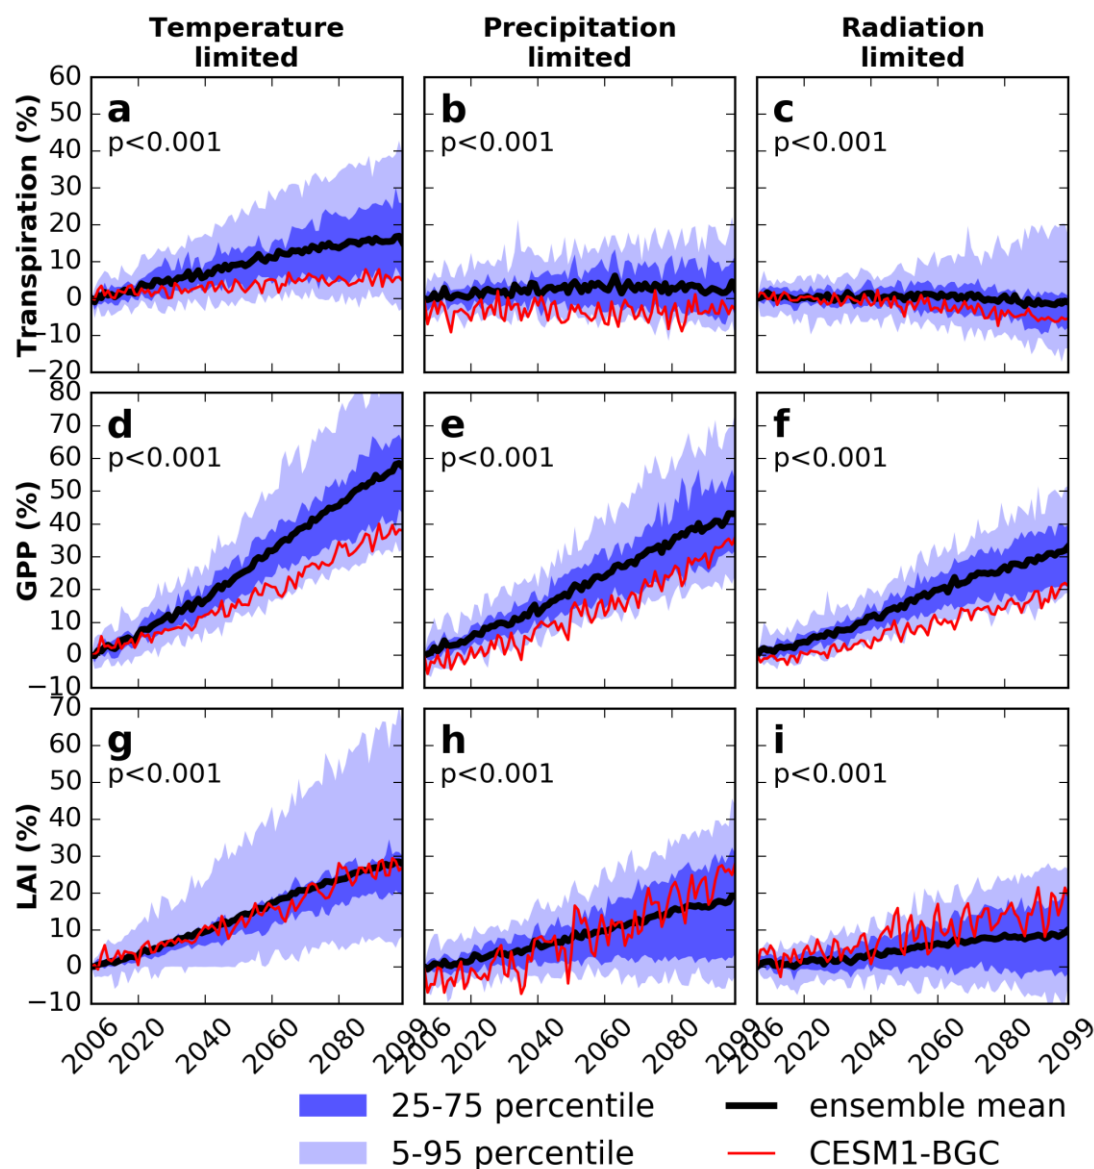 Temperature limited
Precipitation limited
Radiation limited
Transpiration (%)
60
50
40
30
20
10
0
−10
−20
a
p<0.001
b
p<0.001
c
p<0.001
GPP (%)
80
70
60
50
40
30
20
10
0
−10
d
p<0.001
e
p<0.001
f
p<0.001
LAI (%)
70
60
50
40
30
20
10
0
−10
g
p<0.001
h
p<0.001
i
p<0.001
2006
2020
2040
2060
2080
2099
2006
2020
2040
2060
2080
2099
2006
2020
2040
2060
2080
2099
25-75 percentile
ensemble mean
5-95 percentile
CESM1-BGC